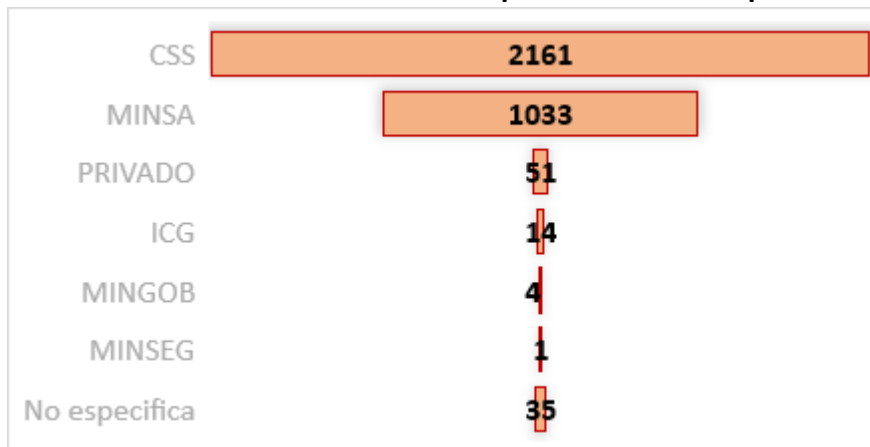 CSS 2161
MINSA 1033
PRIVADO 51
ICG 14
MINGOB 4
MINSEG 1
No especifica 35